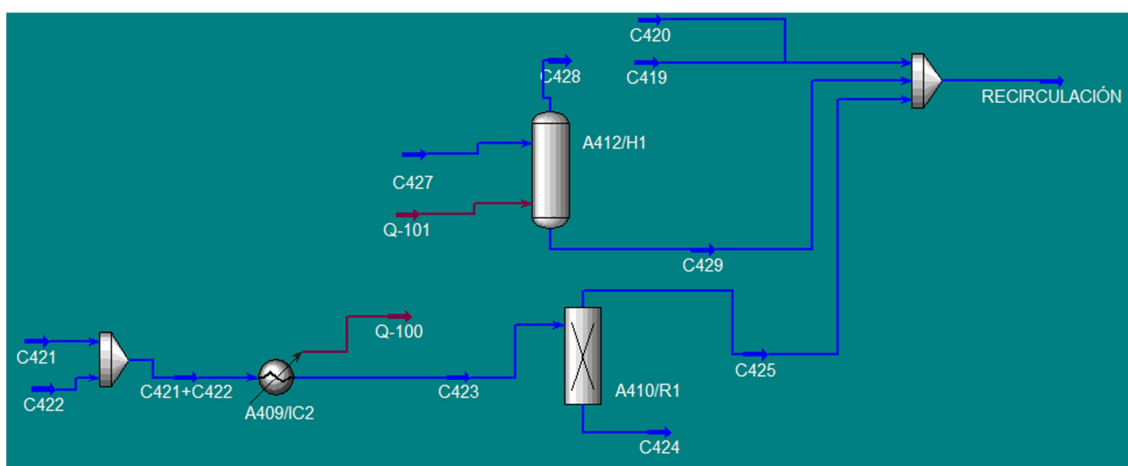 C420
C428
C419
RECIRCULACIÓN
A412/H1
C427
Q-101
C429
Q-100
C421
C425
C422
C421+C422
C423
A410/R1
A409/IC2
C424